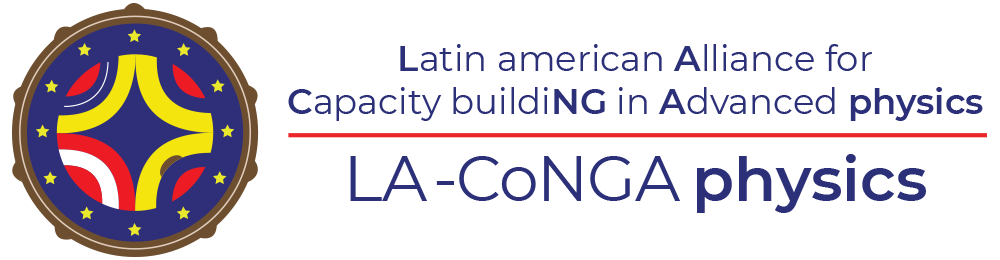 Latin american Alliance for
Capacity buildiNG in Advanced physics
LA-CoNGA physics